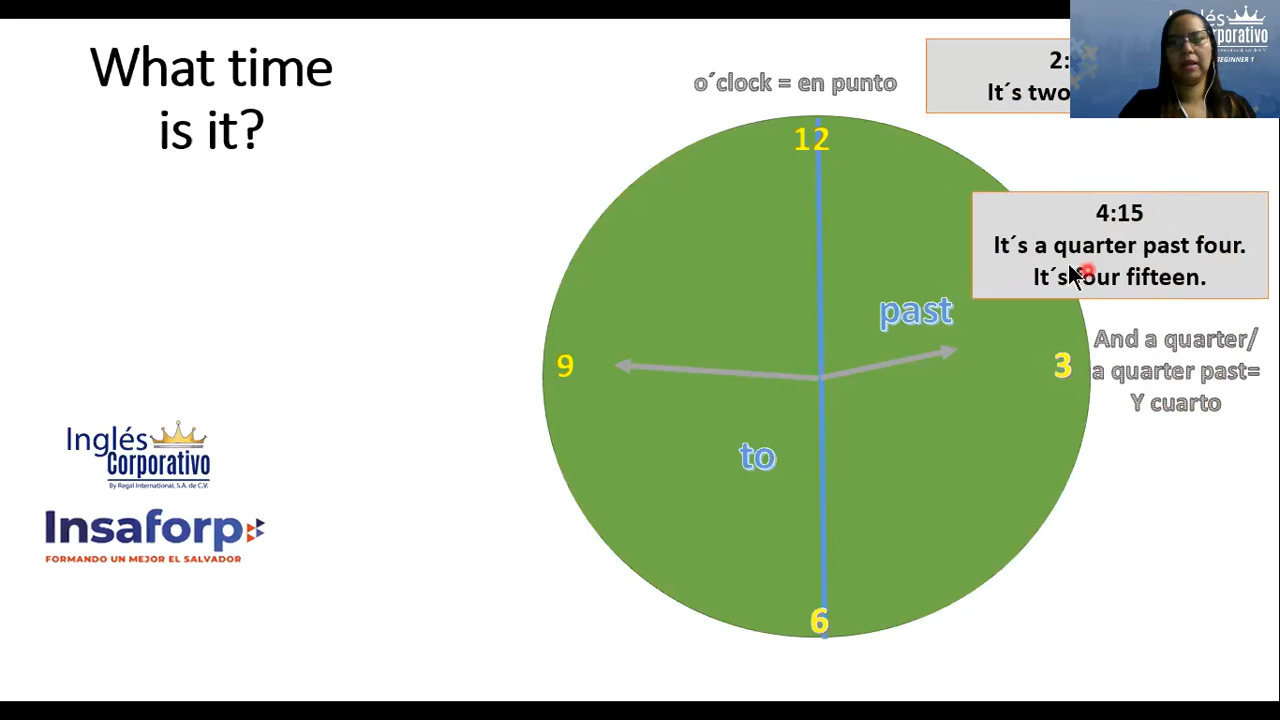 What time
is it?
o´clock = en punto
2:
It´s two
BEGINNER 1
12
4:15
It´s a quarter past four.
It´s four fifteen.
past
9
3
And a quarter/
a quarter past=
Y cuarto
to
6
Inglés
Corporativo
By Regal International, S.A. de C.V.
Insaforp
FORMANDO UN MEJOR EL SALVADOR